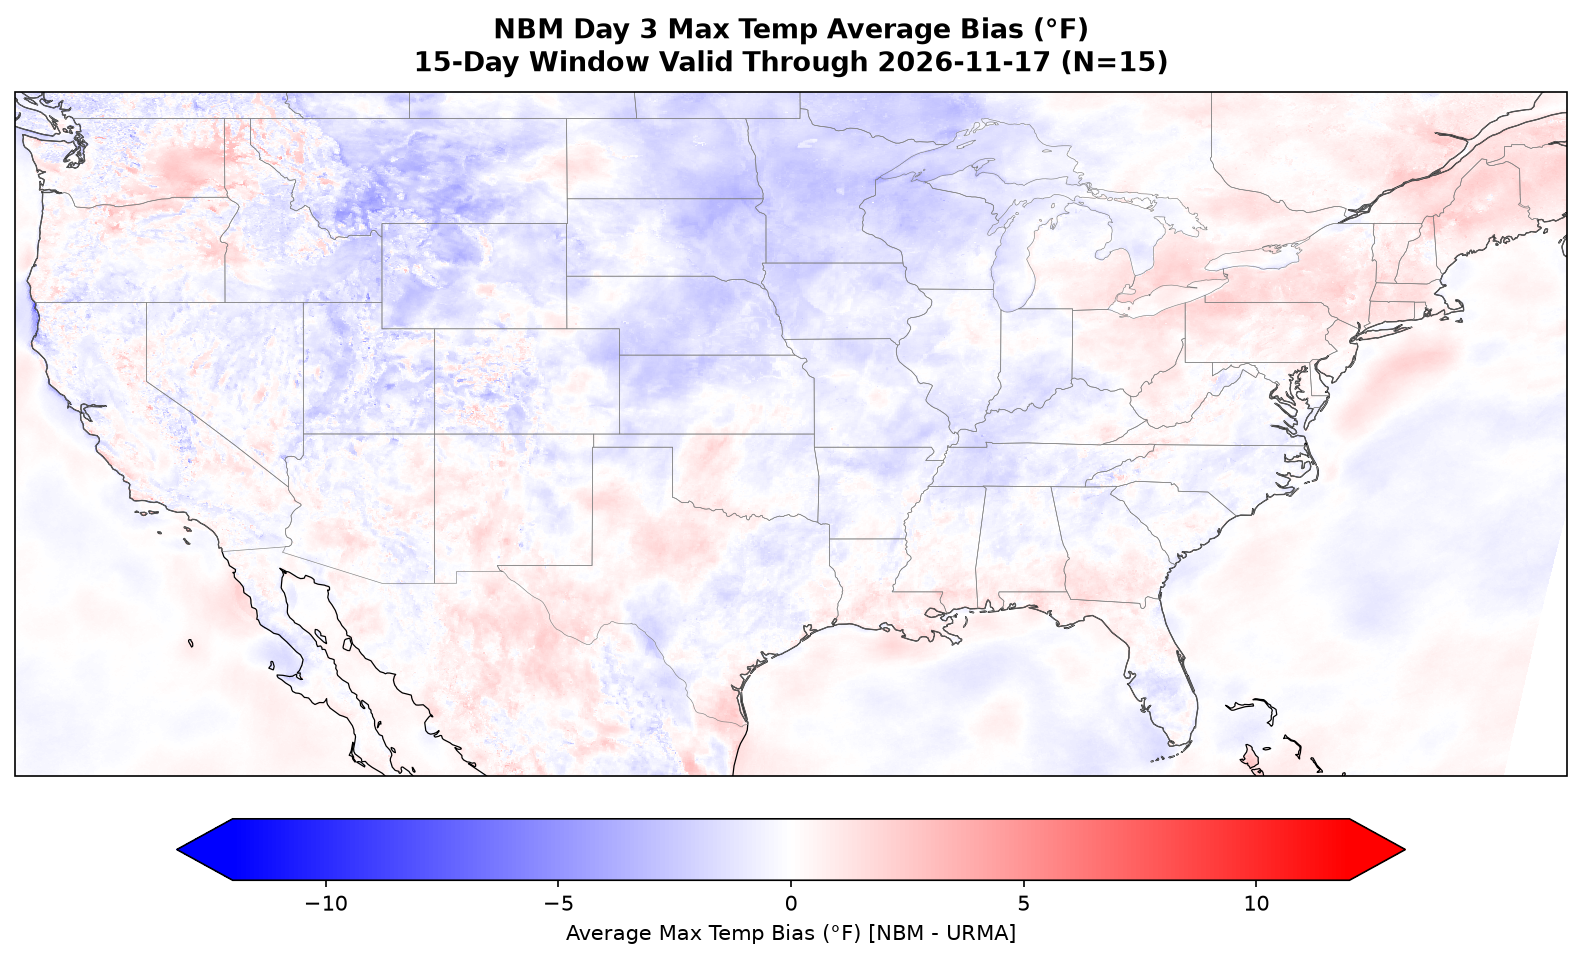 NBM Day 3 Max Temp Average Bias (°F)
15-Day Window Valid Through 2026-11-17 (N=15)
−10
−5
0
5
10
Average Max Temp Bias (°F) [NBM - URMA]